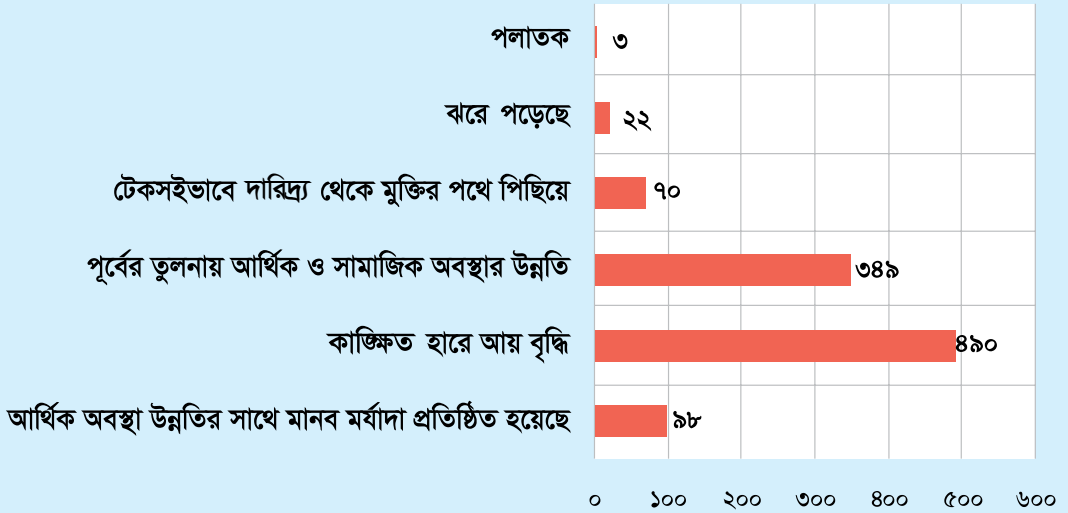 পলাতক ৩
ঝরে পড়েছে ২২
টেকসইভাবে দারিদ্র্য থেকে মুক্তির পথে পিছিয়ে ৭০
পূর্বের তুলনায় আর্থিক ও সামাজিক অবস্থার উন্নতি ৩৪৯
কাঙ্ক্ষিত হারে আয় বৃদ্ধি ৪৯০
আর্থিক অবস্থা উন্নতির সাথে মানব মর্যাদা প্রতিষ্ঠিত হয়েছে ৯৮
০ ১০০ ২০০ ৩০০ ৪০০ ৫০০ ৬০০